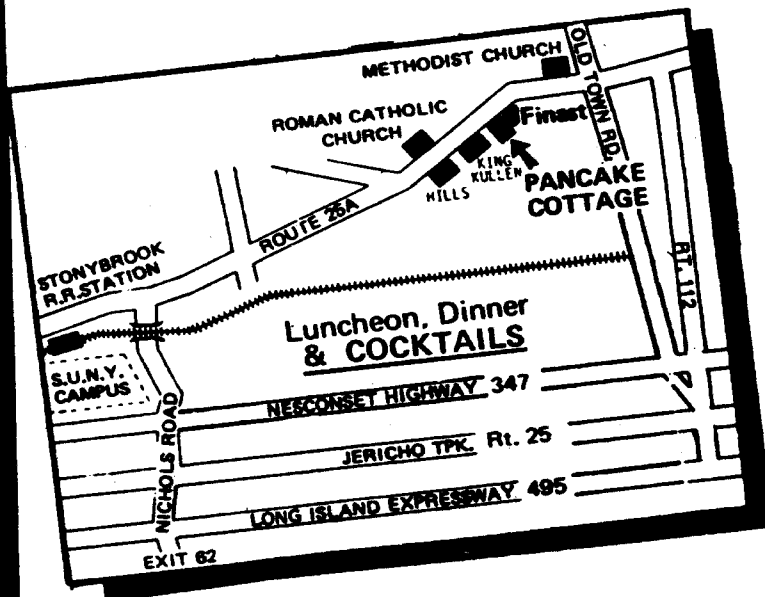 METHODIST CHURCH
OLD TOWN RD.
ROMAN CATHOLIC
CHURCH
Finast
KING
KULLEN
HILLS
PANCAKE
COTTAGE
ROUTE 25A
STONYBROOK
R.R.STATION
RT. 112
Luncheon, Dinner
& COCKTAILS
S.U.N.Y.
CAMPUS
NESCONSET HIGHWAY 347
NICHOLS ROAD
JERICHO TPK. Rt. 25
LONG ISLAND EXPRESSWAY 495
EXIT 62